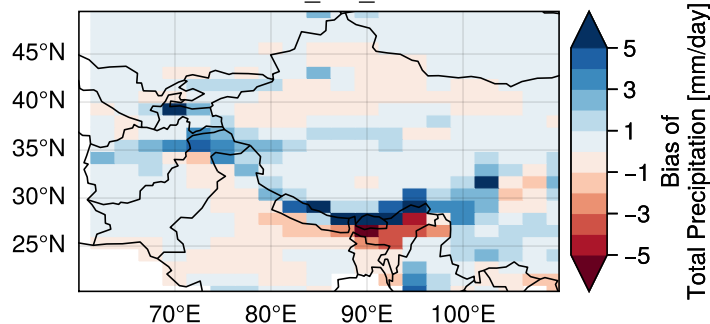 45°N
40°N
35°N
30°N
25°N
70°E 80°E 90°E 100°E
5
3
1
−1
−3
−5
Bias of
Total Precipitation [mm/day]